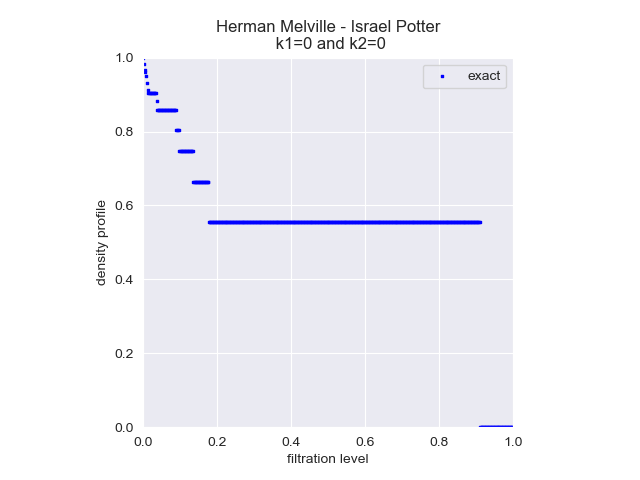 Herman Melville - Israel Potter
k1=0 and k2=0
exact
density profile
1.0
0.8
0.6
0.4
0.2
0.0
0.0 0.2 0.4 0.6 0.8 1.0
filtration level